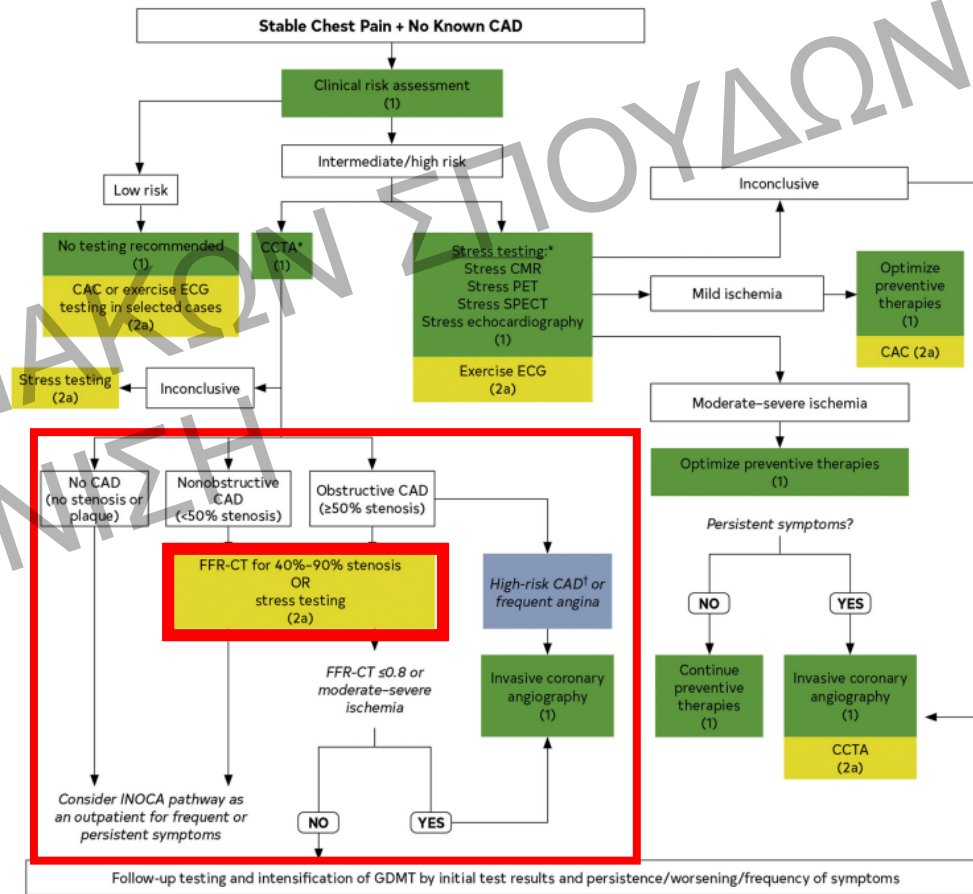 Stable Chest Pain + No Known CAD
Clinical risk assessment
(1)
Intermediate/high risk
Low risk
Inconclusive
No testing recommended
(1)
CAC or exercise ECG
testing in selected cases
(2a)
CCTA*
(1)
Stress testing:*
Stress CMR
Stress PET
Stress SPECT
Stress echocardiography
(1)
Exercise ECG
(2a)
Mild ischemia
Optimize
preventive
therapies
(1)
CAC (2a)
Stress testing
(2a)
Inconclusive
Moderate–severe ischemia
Optimize preventive therapies
(1)
No CAD
(no stenosis or
plaque)
Nonobstructive
CAD
(<50% stenosis)
Obstructive CAD
(≥50% stenosis)
Persistent symptoms?
FFR-CT for 40%–90% stenosis
OR
stress testing
(2a)
High-risk CAD† or
frequent angina
NO
YES
FFR-CT ≤0.8 or
moderate–severe
ischemia
Invasive coronary
angiography
(1)
Continue
preventive
therapies
(1)
Invasive coronary
angiography
(1)
CCTA
(2a)
Consider INOCA pathway as
an outpatient for frequent or
persistent symptoms
NO
YES
Follow-up testing and intensification of GDMT by initial test results and persistence/worsening/frequency of symptoms
ΣΠΟΥΔΩΝ